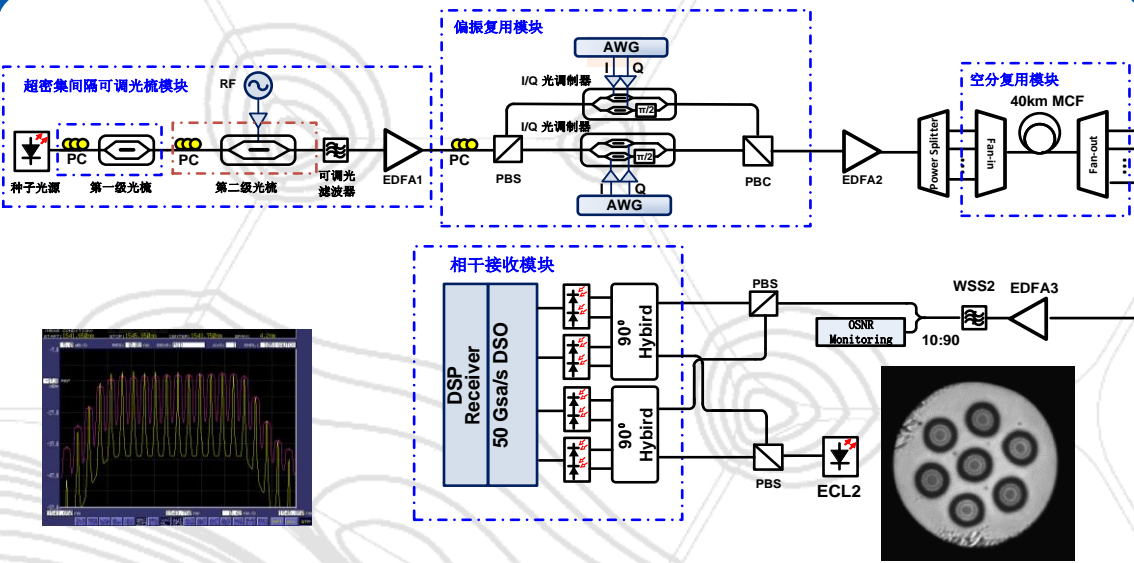 偏振复用模块
AWG
I
Q
I/Q 光调制器
π/2
超密集间隔可调光梳模块
RF
空分复用模块
40km MCF
I/Q 光调制器
π/2
PC
PC
PC
种子光源
第一级光梳
第二级光梳
可调光
滤波器
EDFA1
PBS
I
Q
AWG
PBC
EDFA2
Power Splitter
Fan-in
Fan-out
相干接收模块
DSP
Receiver
50 Gsa/s DSO
90⁰
Hybird
90⁰
Hybird
PBS
OSNR
Monitoring
10:90
WSS2
EDFA3
PBS
ECL2